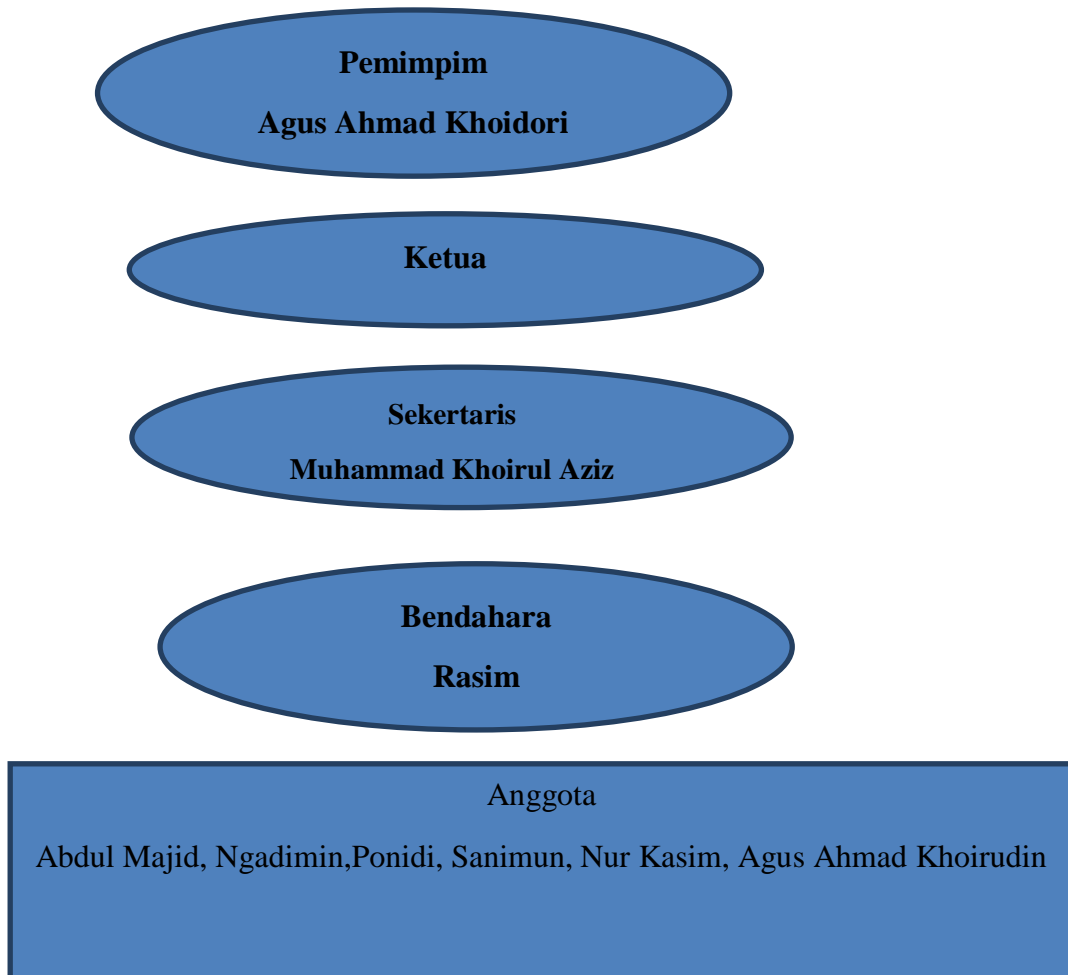 Pemimpim
Agus Ahmad Khoidori
Ketua
Sekertaris
Muhammad Khoirul Aziz
Bendahara
Rasim
Anggota
Abdul Majid, Ngadimin,Ponidi, Sanimun, Nur Kasim, Agus Ahmad Khoirudin